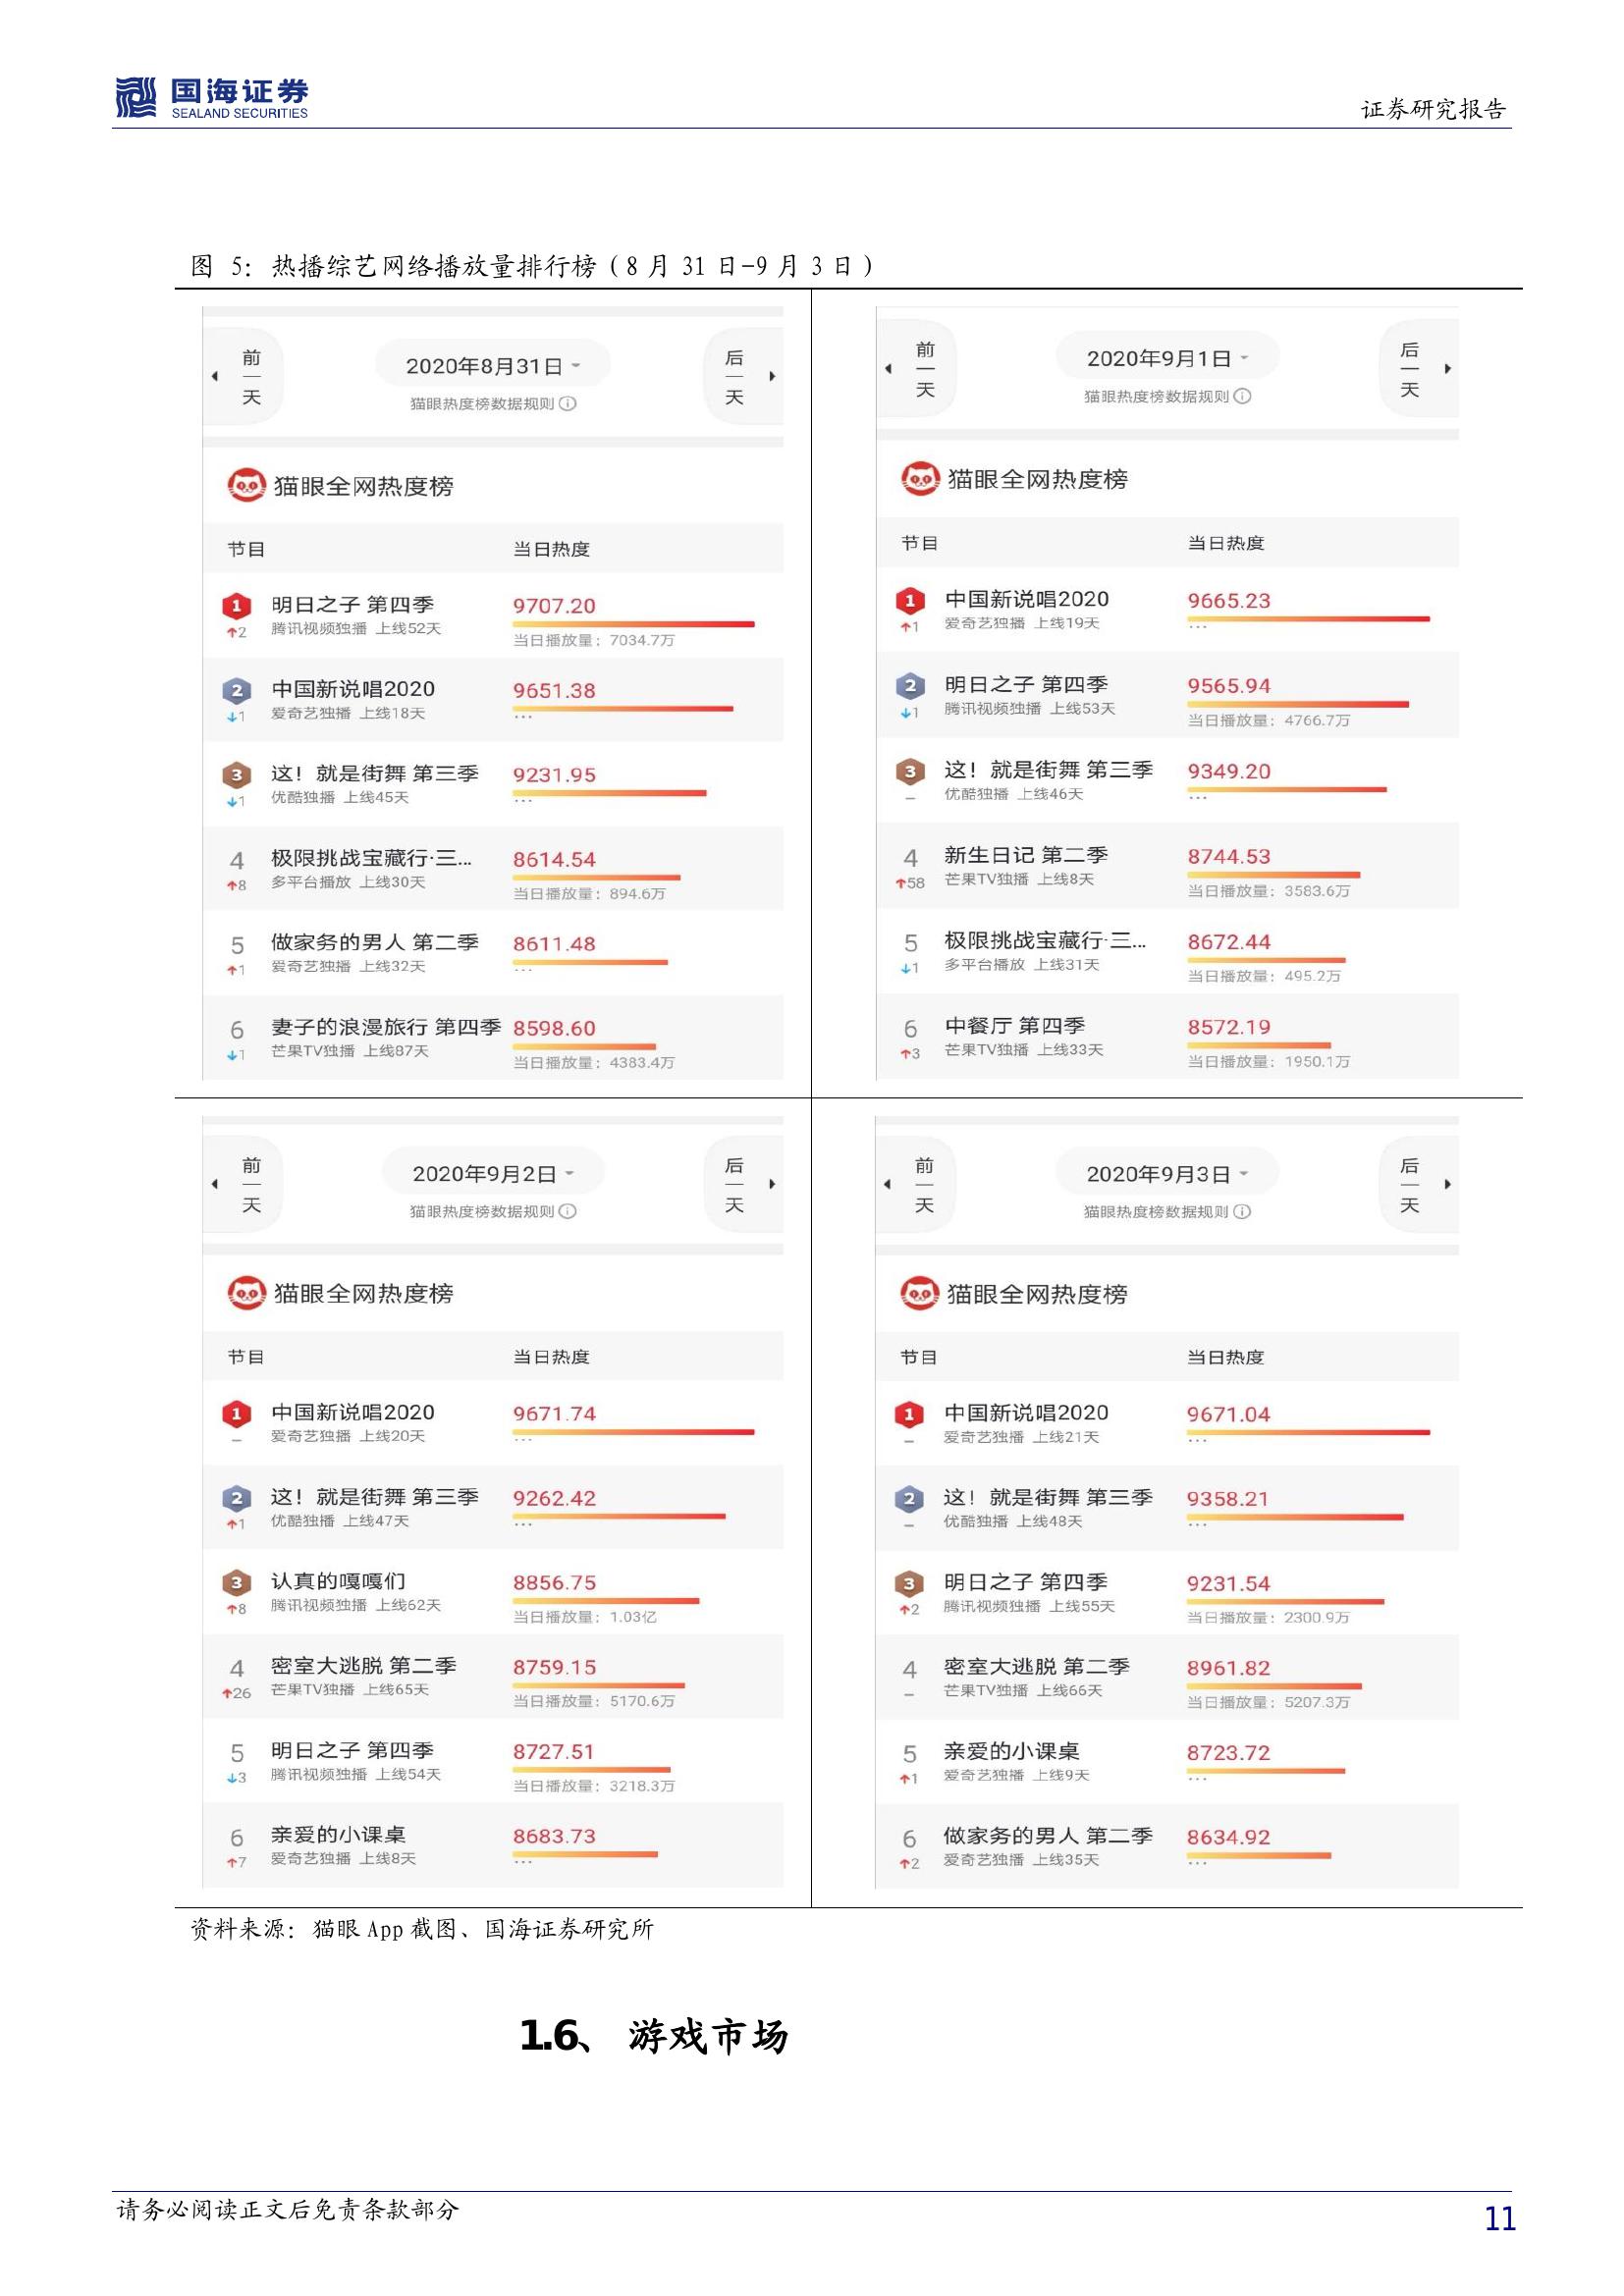 国海证券
SEALAND SECURITIES
证券研究报告
图 5：热播综艺网络播放量排行榜（8 月 31 日-9 月 3 日）
前一天
2020年8月31日
后一天
猫眼热度榜数据规则
猫眼全网热度榜
节目 当日热度
1 明日之子 第四季 9707.20
↑2 腾讯视频独播 上线52天 当日播放量：7034.7万
2 中国新说唱2020 9651.38
↓1 爱奇艺独播 上线18天 ...
3 这！就是街舞 第三季 9231.95
↓1 优酷独播 上线45天 ...
4 极限挑战宝藏行·三... 8614.54
↑8 多平台播放 上线30天 当日播放量：894.6万
5 做家务的男人 第二季 8611.48
↑1 爱奇艺独播 上线32天 ...
6 妻子的浪漫旅行 第四季 8598.60
↓1 芒果TV独播 上线87天 当日播放量：4383.4万
前一天
2020年9月1日
后一天
猫眼热度榜数据规则
猫眼全网热度榜
节目 当日热度
1 中国新说唱2020 9665.23
↑1 爱奇艺独播 上线19天 ...
2 明日之子 第四季 9565.94
↓1 腾讯视频独播 上线53天 当日播放量：4766.7万
3 这！就是街舞 第三季 9349.20
– 优酷独播 上线46天 ...
4 新生日记 第二季 8744.53
↑58 芒果TV独播 上线8天 当日播放量：3583.6万
5 极限挑战宝藏行·三... 8672.44
↓1 多平台播放 上线31天 当日播放量：495.2万
6 中餐厅 第四季 8572.19
↑3 芒果TV独播 上线33天 当日播放量：1950.1万
前一天
2020年9月2日
后一天
猫眼热度榜数据规则
猫眼全网热度榜
节目 当日热度
1 中国新说唱2020 9671.74
– 爱奇艺独播 上线20天 ...
2 这！就是街舞 第三季 9262.42
↑1 优酷独播 上线47天 ...
3 认真的嘎嘎们 8856.75
↑8 腾讯视频独播 上线62天 当日播放量：1.03亿
4 密室大逃脱 第二季 8759.15
↑26 芒果TV独播 上线65天 当日播放量：5170.6万
5 明日之子 第四季 8727.51
↓3 腾讯视频独播 上线54天 当日播放量：3218.3万
6 亲爱的小课桌 8683.73
↑7 爱奇艺独播 上线8天 ...
前一天
2020年9月3日
后一天
猫眼热度榜数据规则
猫眼全网热度榜
节目 当日热度
1 中国新说唱2020 9671.04
– 爱奇艺独播 上线21天 ...
2 这！就是街舞 第三季 9358.21
– 优酷独播 上线48天 ...
3 明日之子 第四季 9231.54
↑2 腾讯视频独播 上线55天 当日播放量：2300.9万
4 密室大逃脱 第二季 8961.82
– 芒果TV独播 上线66天 当日播放量：5207.3万
5 亲爱的小课桌 8723.72
↑1 爱奇艺独播 上线9天 ...
6 做家务的男人 第二季 8634.92
↑2 爱奇艺独播 上线35天 ...
资料来源：猫眼 App 截图、国海证券研究所
1.6、 游戏市场
请务必阅读正文后免责条款部分
11